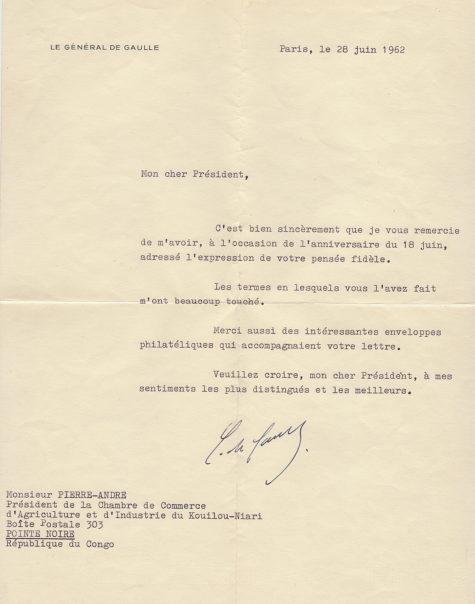 LE GÉNÉRAL DE GAULLE
Paris, le 28 juin 1962
Mon cher Président,
C'est bien sincèrement que je vous remercie
de m'avoir, à l'occasion de l'anniversaire du 18 juin,
adressé l'expression de votre pensée fidèle.
Les termes en lesquels vous l'avez fait
m'ont beaucoup touché.
Merci aussi des intéressantes enveloppes
philatéliques qui accompagnaient votre lettre.
Veuillez croire, mon cher Président, à mes
sentiments les plus distingués et les meilleurs.
C. de Gaulle.
Monsieur PIERRE-ANDRE
Président de la Chambre de Commerce
d'Agriculture et d'Industrie du Kouilou-Niari
Boîte Postale 303
POINTE NOIRE
République du Congo